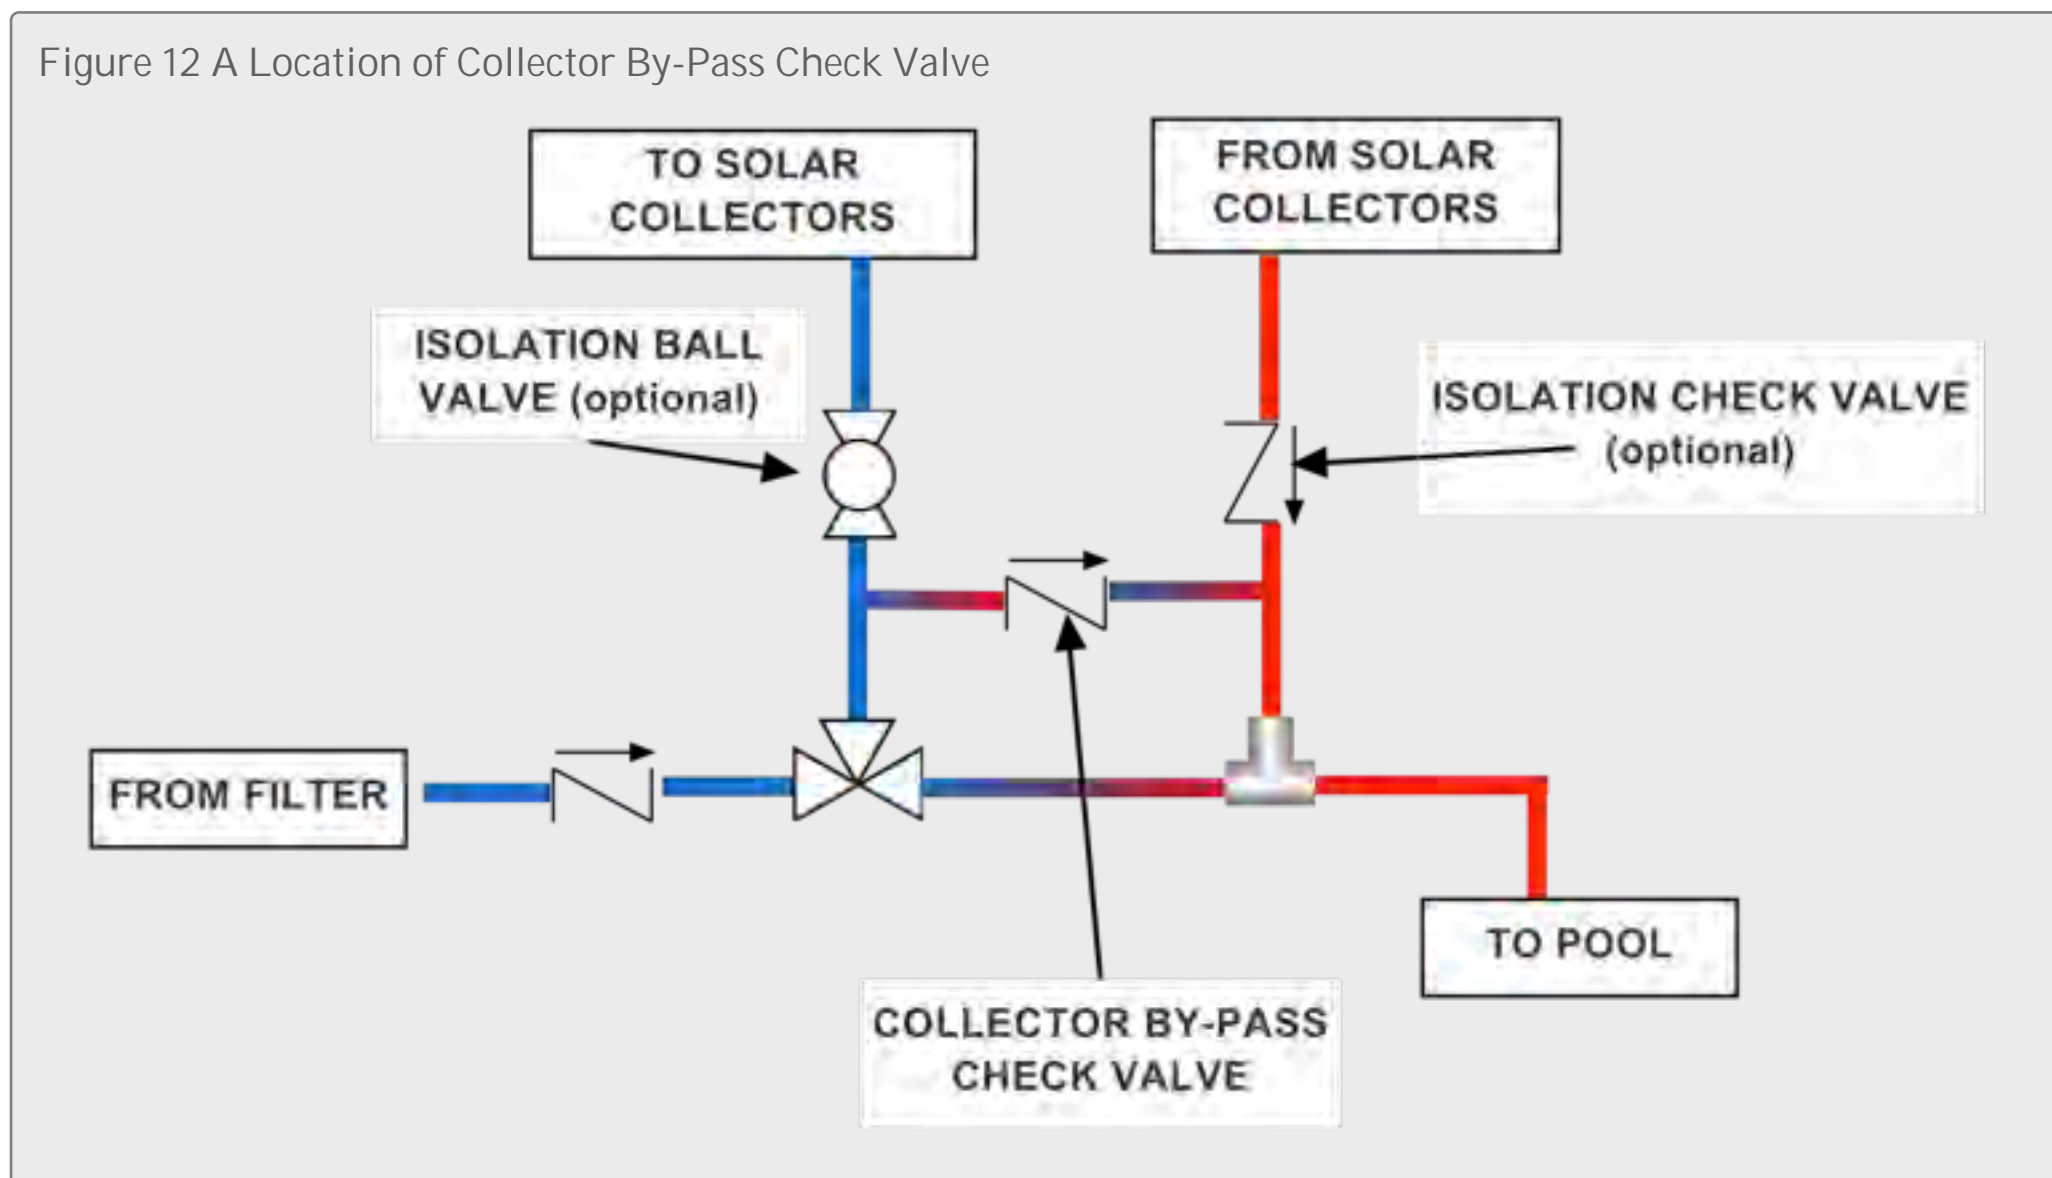 Figure 12 A Location of Collector By-Pass Check Valve
TO SOLAR
COLLECTORS
FROM SOLAR
COLLECTORS
ISOLATION BALL
VALVE (optional)
ISOLATION CHECK VALVE
(optional)
FROM FILTER
TO POOL
COLLECTOR BY-PASS
CHECK VALVE